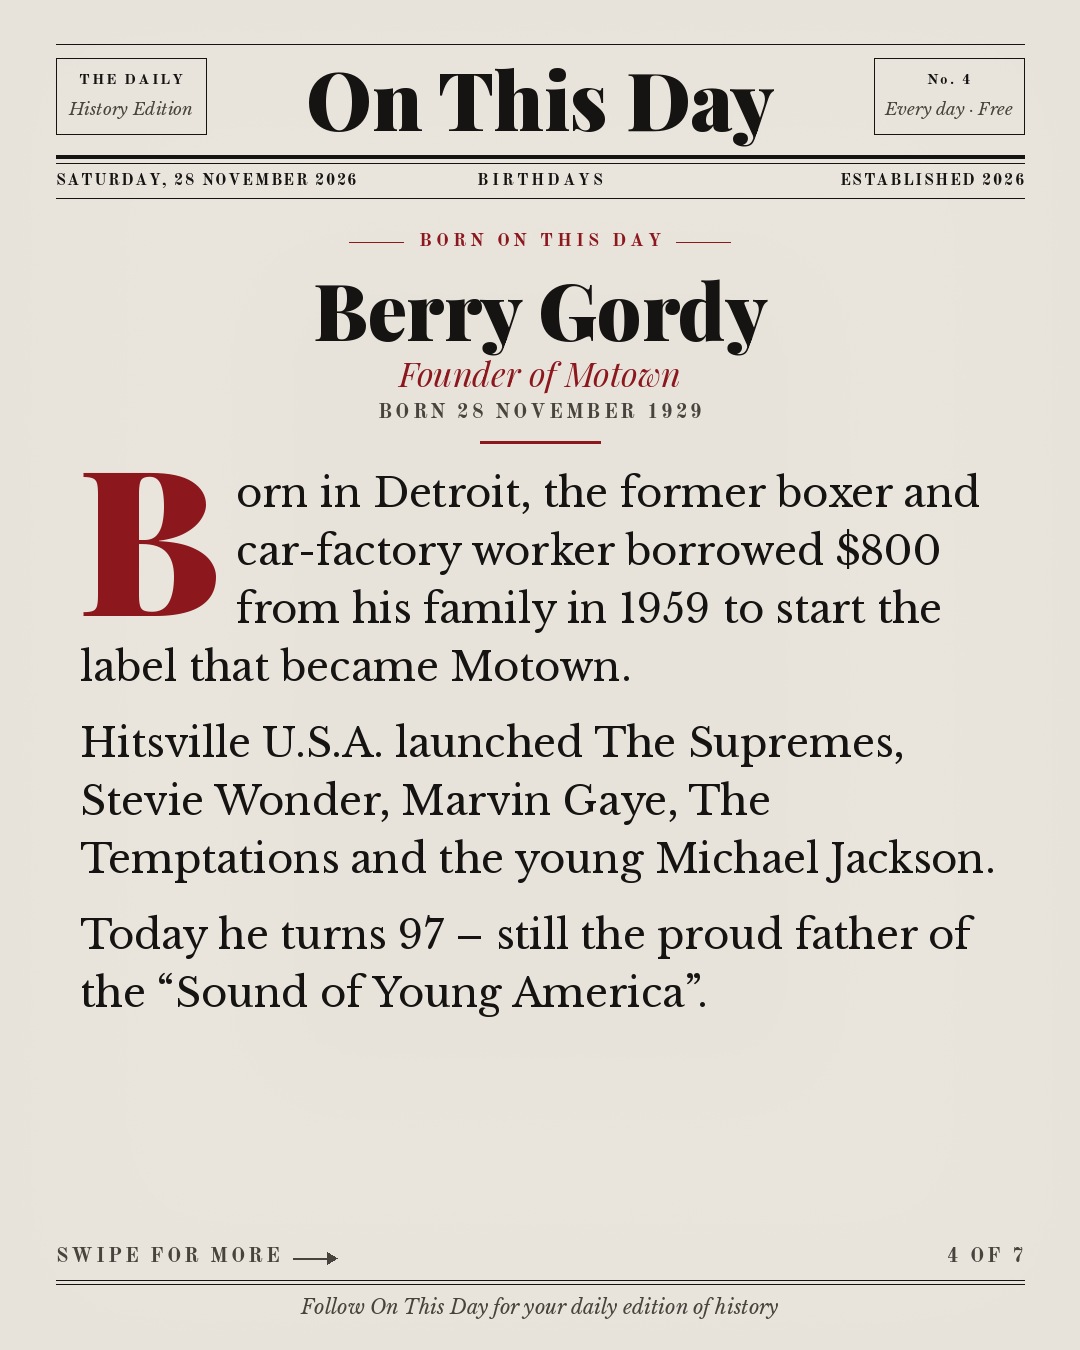 THE DAILY
History Edition
On This Day
No. 4
Every day · Free
SATURDAY, 28 NOVEMBER 2026
BIRTHDAYS
ESTABLISHED 2026
BORN ON THIS DAY
Berry Gordy
Founder of Motown
BORN 28 NOVEMBER 1929
Born in Detroit, the former boxer and
car-factory worker borrowed $800
from his family in 1959 to start the
label that became Motown.
Hitsville U.S.A. launched The Supremes,
Stevie Wonder, Marvin Gaye, The
Temptations and the young Michael Jackson.
Today he turns 97 – still the proud father of
the “Sound of Young America”.
SWIPE FOR MORE
4 OF 7
Follow On This Day for your daily edition of history